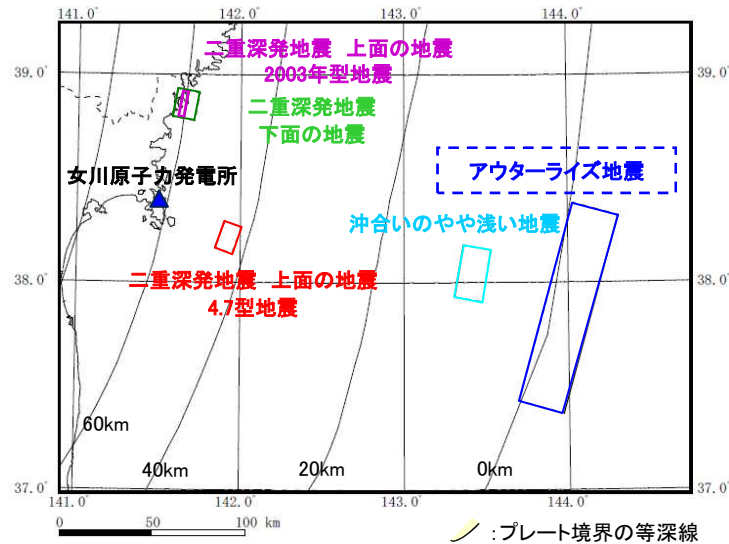 141.0°
142.0°
143.0°
144.0°
二重深発地震 上面の地震
2003年型地震
39.0°
39.0°
二重深発地震
下面の地震
アウターライズ地震
女川原子力発電所
沖合いのやや浅い地震
38.0°
38.0°
二重深発地震 上面の地震
4.7型地震
60km
40km
20km
0km
37.0°
37.0°
141.0°
142.0°
143.0°
144.0°
0 50 100 km
:プレート境界の等深線